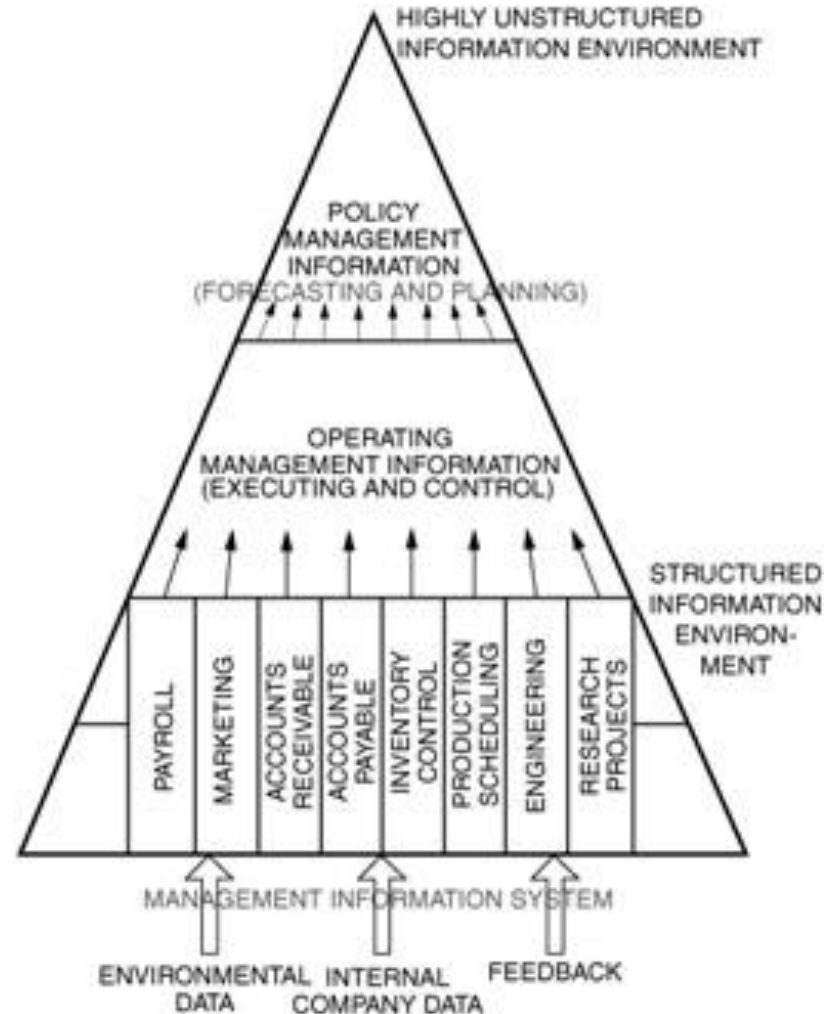 HIGHLY UNSTRUCTURED
INFORMATION ENVIRONMENT
POLICY
MANAGEMENT
INFORMATION
(FORECASTING AND PLANNING)
OPERATING
MANAGEMENT INFORMATION
(EXECUTING AND CONTROL)
STRUCTURED
INFORMATION
ENVIRON-
MENT
PAYROLL
MARKETING
ACCOUNTS
RECEIVABLE
ACCOUNTS
PAYABLE
INVENTORY
CONTROL
PRODUCTION
SCHEDULING
ENGINEERING
RESEARCH
PROJECTS
MANAGEMENT INFORMATION SYSTEM
ENVIRONMENTAL
DATA
INTERNAL
COMPANY DATA
FEEDBACK